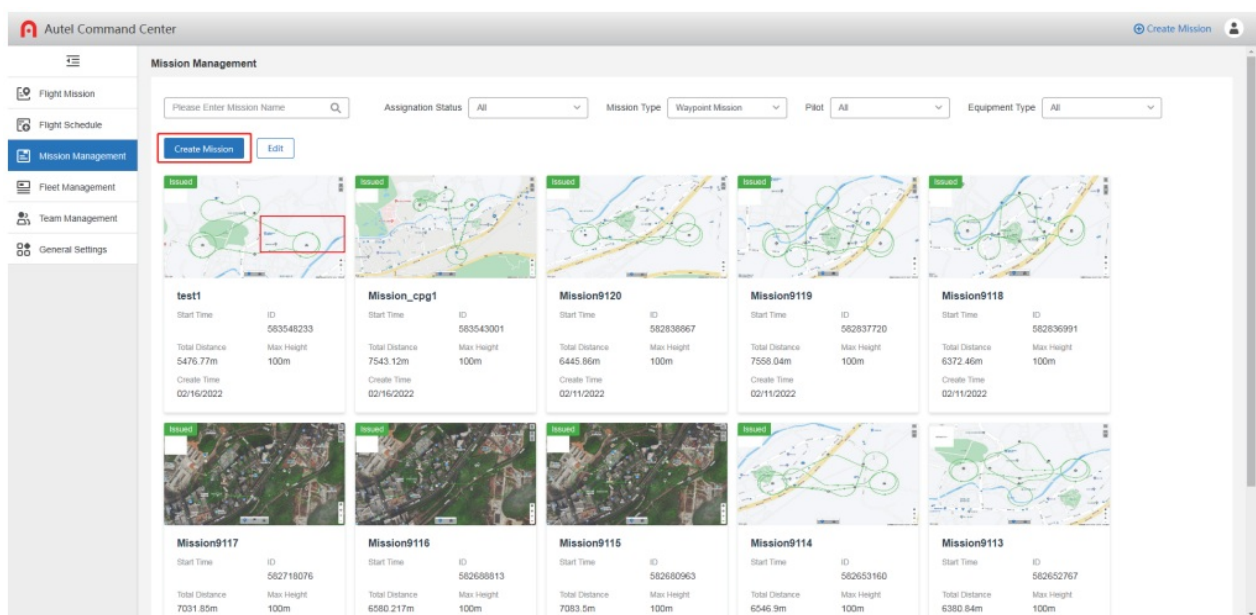 Autel Command Center
Create Mission
Mission Management
Flight Mission
Flight Schedule
Mission Management
Fleet Management
Team Management
General Settings
Please Enter Mission Name
Assignation Status All
Mission Type Waypoint Mission
Pilot All
Equipment Type All
Create Mission Edit
Issued Issued Issued Issued Issued
test1 Mission_cpg1 Mission9120 Mission9119 Mission9118
Start Time ID Start Time ID Start Time ID Start Time ID Start Time ID
583548233 583543001 582838867 582837720 582836991
Total Distance Max Height Total Distance Max Height Total Distance Max Height Total Distance Max Height Total Distance Max Height
5476.77m 100m 7543.12m 100m 6445.86m 100m 7558.04m 100m 6372.46m 100m
Create Time Create Time Create Time Create Time Create Time
02/16/2022 02/16/2022 02/11/2022 02/11/2022 02/11/2022
Issued Issued Issued Issued
Mission9117 Mission9116 Mission9115 Mission9114 Mission9113
Start Time ID Start Time ID Start Time ID Start Time ID Start Time ID
582718076 582688813 582680963 582653160 582652767
Total Distance Max Height Total Distance Max Height Total Distance Max Height Total Distance Max Height Total Distance Max Height
7031.85m 100m 6580.217m 100m 7083.5m 100m 6546.9m 100m 6380.84m 100m